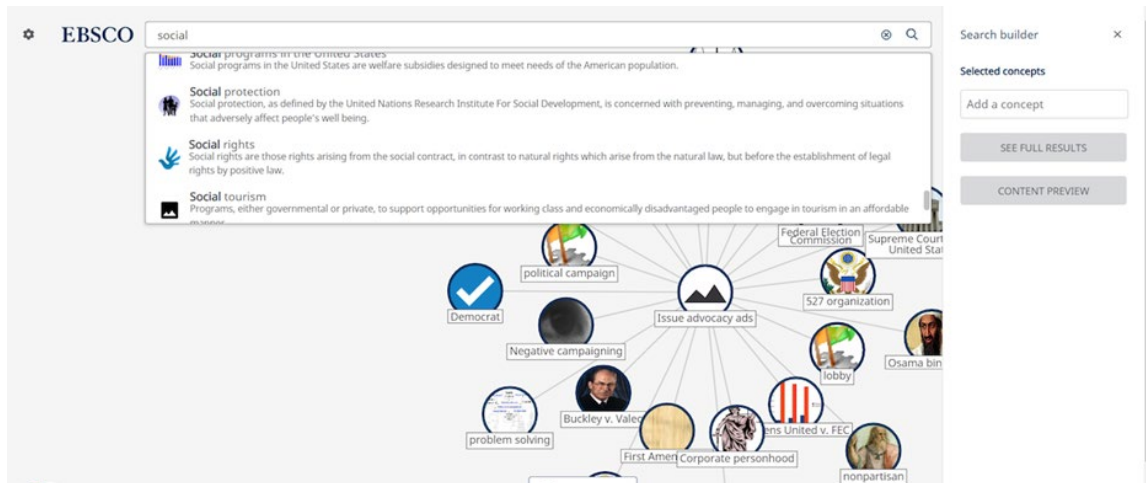 EBSCO
social
Social programs in the United States
Social programs in the United States are welfare subsidies designed to meet needs of the American population.
Social protection
Social protection, as defined by the United Nations Research Institute For Social Development, is concerned with preventing, managing, and overcoming situations
that adversely affect people's well being.
Social rights
Social rights are those rights arising from the social contract, in contrast to natural rights which arise from the natural law, but before the establishment of legal
rights by positive law.
Social tourism
Programs, either governmental or private, to support opportunities for working class and economically disadvantaged people to engage in tourism in an affordable
manner
Search builder
Selected concepts
Add a concept
SEE FULL RESULTS
CONTENT PREVIEW
Federal Election
Commission
Supreme Court
United Sta
political campaign
527 organization
Democrat
Issue advocacy ads
Negative campaigning
lobby
Osama bin
Buckley v. Valeo
problem solving
ens United v. FEC
First Amen
Corporate personhood
nonpartisan